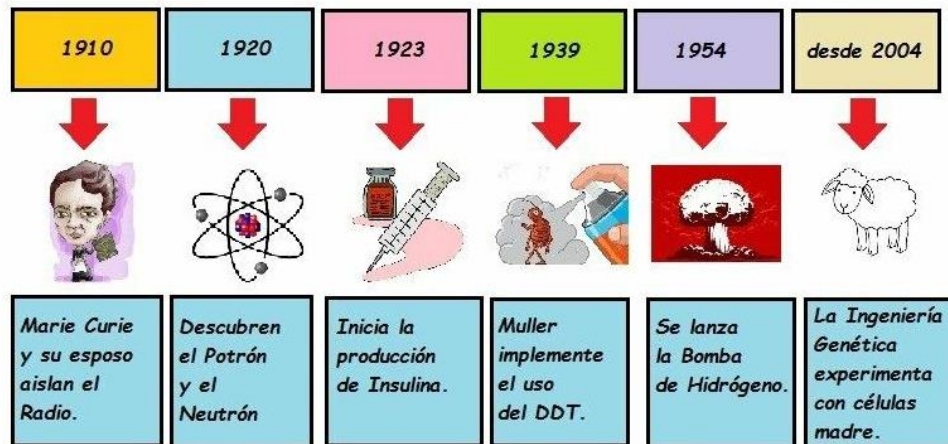 1910
1920
1923
1939
1954
desde 2004
Marie Curie
y su esposo
aislan el
Radio.
Descubren
el Potrón
y el
Neutrón
Inicia la
producción
de Insulina.
Muller
implemente
el uso
del DDT.
Se lanza
la Bomba
de Hidrógeno.
La Ingeniería
Genética
experimenta
con células
madre.